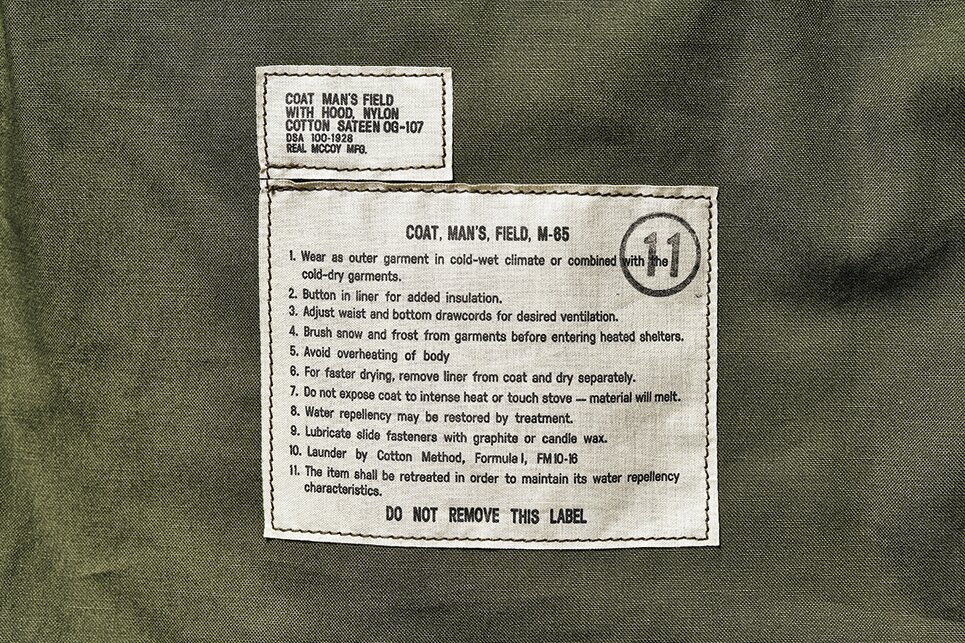 COAT MAN'S FIELD
WITH HOOD, NYLON
COTTON SATEEN OG-107
DSA 100-1928
REAL MCCOY MFG.
COAT, MAN'S, FIELD, M-65
11
1. Wear as outer garment in cold-wet climate or combined with the
cold-dry garments.
2. Button in liner for added insulation.
3. Adjust waist and bottom drawcords for desired ventilation.
4. Brush snow and frost from garments before entering heated shelters.
5. Avoid overheating of body
6. For faster drying, remove liner from coat and dry separately.
7. Do not expose coat to intense heat or touch stove — material will melt.
8. Water repellency may be restored by treatment.
9. Lubricate slide fasteners with graphite or candle wax.
10. Launder by Cotton Method, Formula I, FM 10-16
11. The item shall be retreated in order to maintain its water repellency
characteristics.
DO NOT REMOVE THIS LABEL